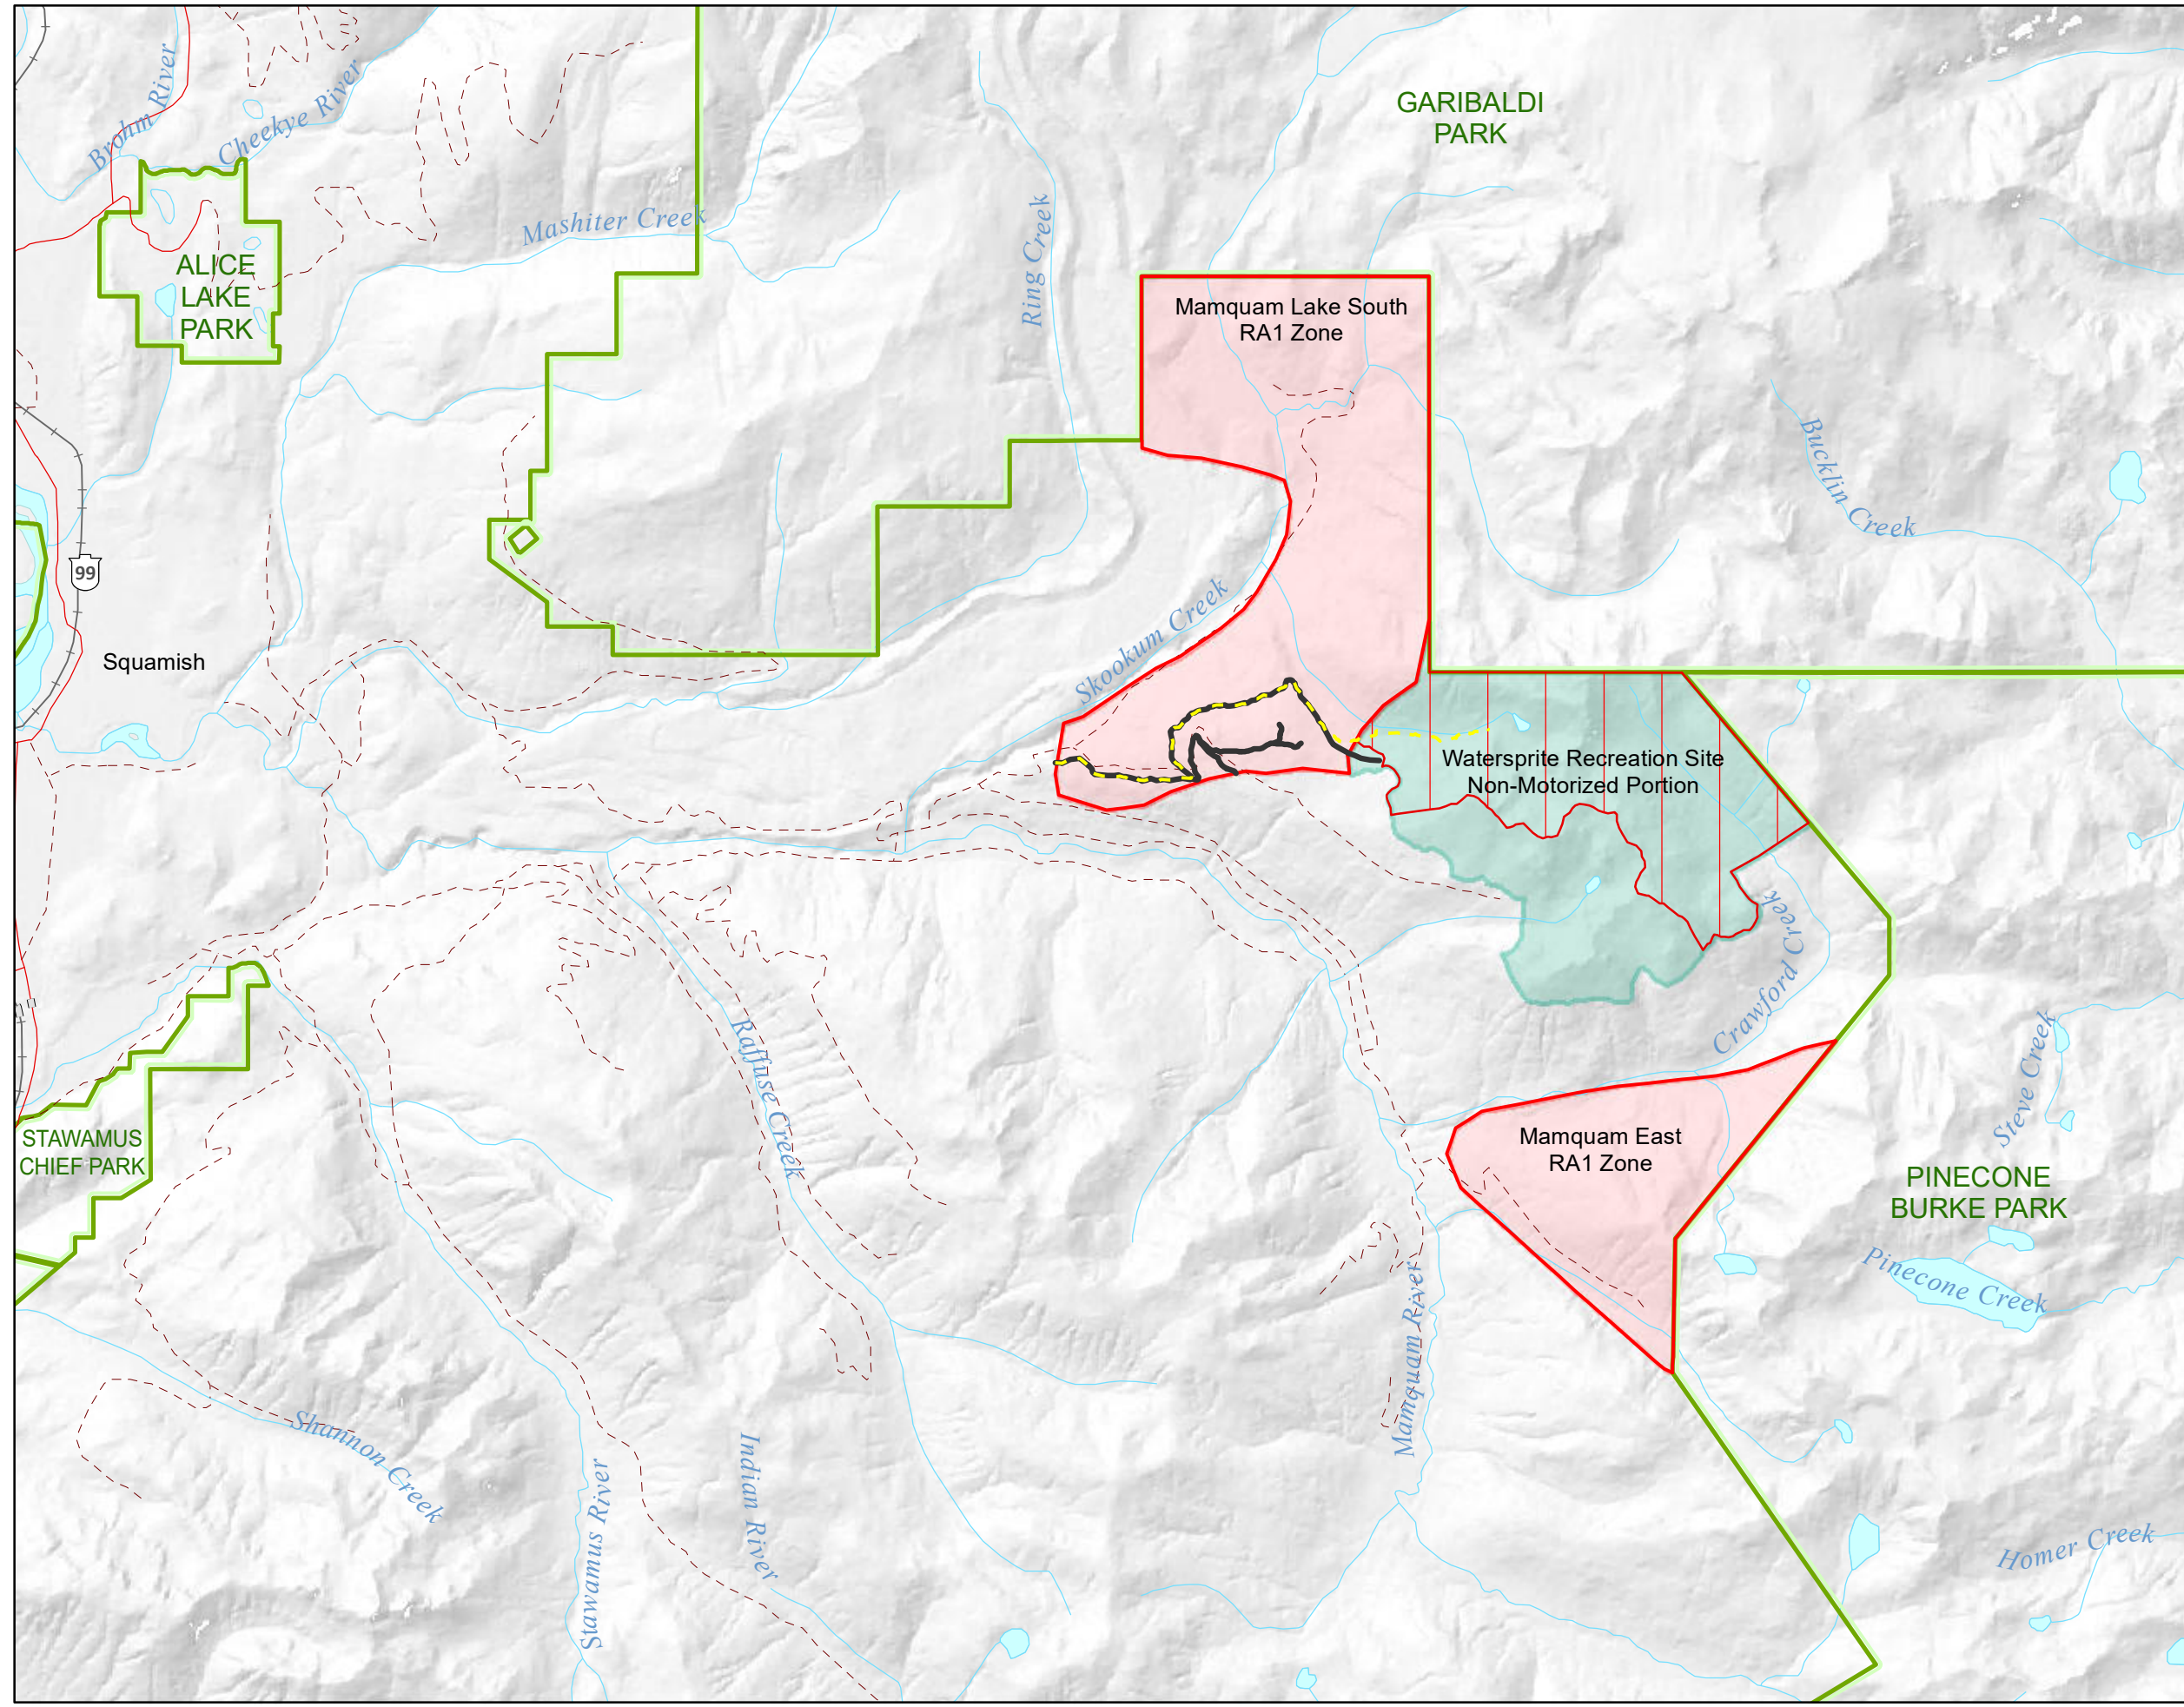 Brohm River
Cheekye River
GARIBALDI
PARK
Mashiter Creek
Ring Creek
ALICE
LAKE
PARK
Mamquam Lake South
RA1 Zone
Bucklin Creek
99
Squamish
Skookum Creek
Watersprite Recreation Site
Non-Motorized Portion
Crawford Creek
Raffuse Creek
Steve Creek
STAWAMUS
CHIEF PARK
Mamquam East
RA1 Zone
PINECONE
BURKE PARK
Pinecone Creek
Mamquam River
Shannon Creek
Indian River
Stawamus River
Homer Creek